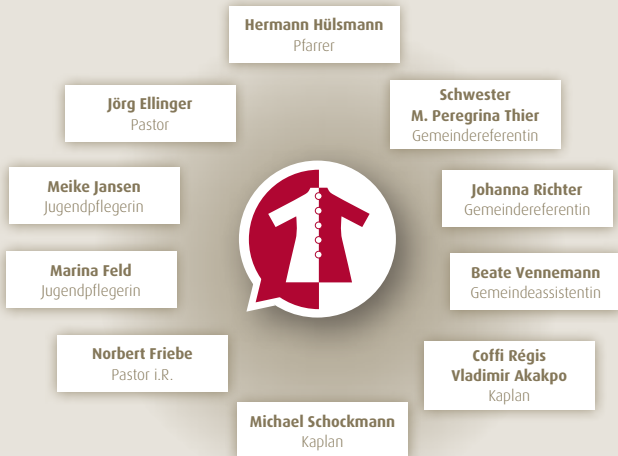 Hermann Hülsmann
Pfarrer
Jörg Ellinger
Pastor
Schwester
M. Peregrina Thier
Gemeindereferentin
Meike Jansen
Jugendpflegerin
Johanna Richter
Gemeindereferentin
Marina Feld
Jugendpflegerin
Beate Vennemann
Gemeindeassistentin
Norbert Friebe
Pastor i.R.
Coffi Régis
Vladimir Akakpo
Kaplan
Michael Schockmann
Kaplan